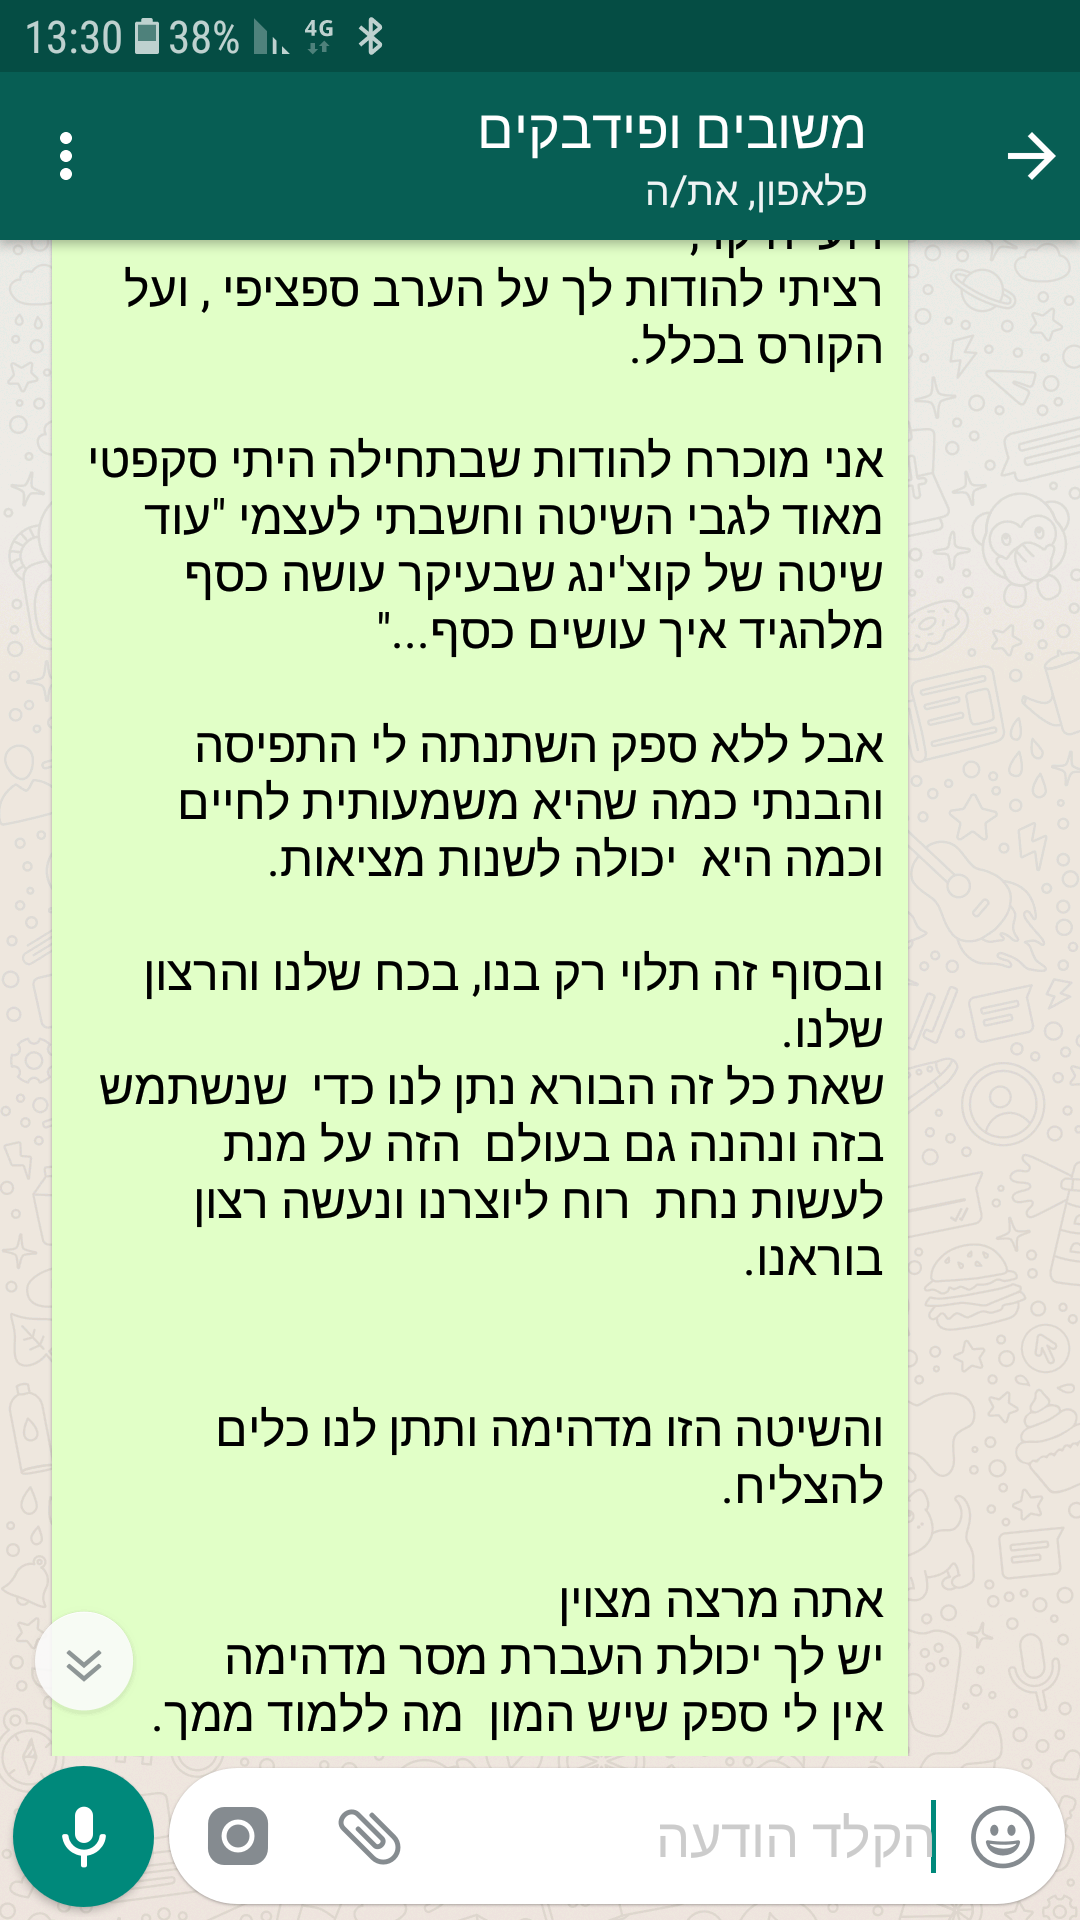 13:30 38% 4G
משובים ופידבקים
פלאפון, את/ה
רציתי להודות לך על הערב ספציפי , ועל
הקורס בכלל.
אני מוכרח להודות שבתחילה היתי סקפטי
מאוד לגבי השיטה וחשבתי לעצמי "עוד
שיטה של קוצ'ינג שבעיקר עושה כסף
מלהגיד איך עושים כסף..."
אבל ללא ספק השתנתה לי התפיסה
והבנתי כמה שהיא משמעותית לחיים
וכמה היא יכולה לשנות מציאות.
ובסוף זה תלוי רק בנו, בכח שלנו והרצון
שלנו.
שאת כל זה הבורא נתן לנו כדי שנשתמש
בזה ונהנה גם בעולם הזה על מנת
לעשות נחת רוח ליוצרנו ונעשה רצון
בוראנו.
והשיטה הזו מדהימה ותתן לנו כלים
להצליח.
אתה מרצה מצוין
יש לך יכולת העברת מסר מדהימה
אין לי ספק שיש המון מה ללמוד ממך.
הקלד הודעה